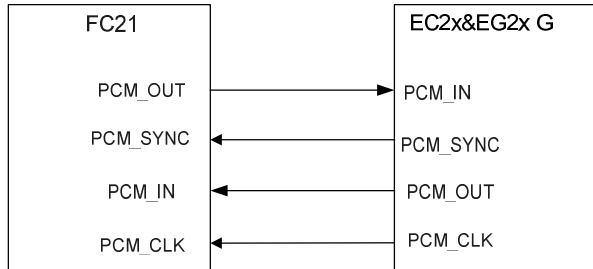 FC21
EC2x&EG2x G
PCM_OUT
PCM_IN
PCM_SYNC
PCM_SYNC
PCM_IN
PCM_OUT
PCM_CLK
PCM_CLK